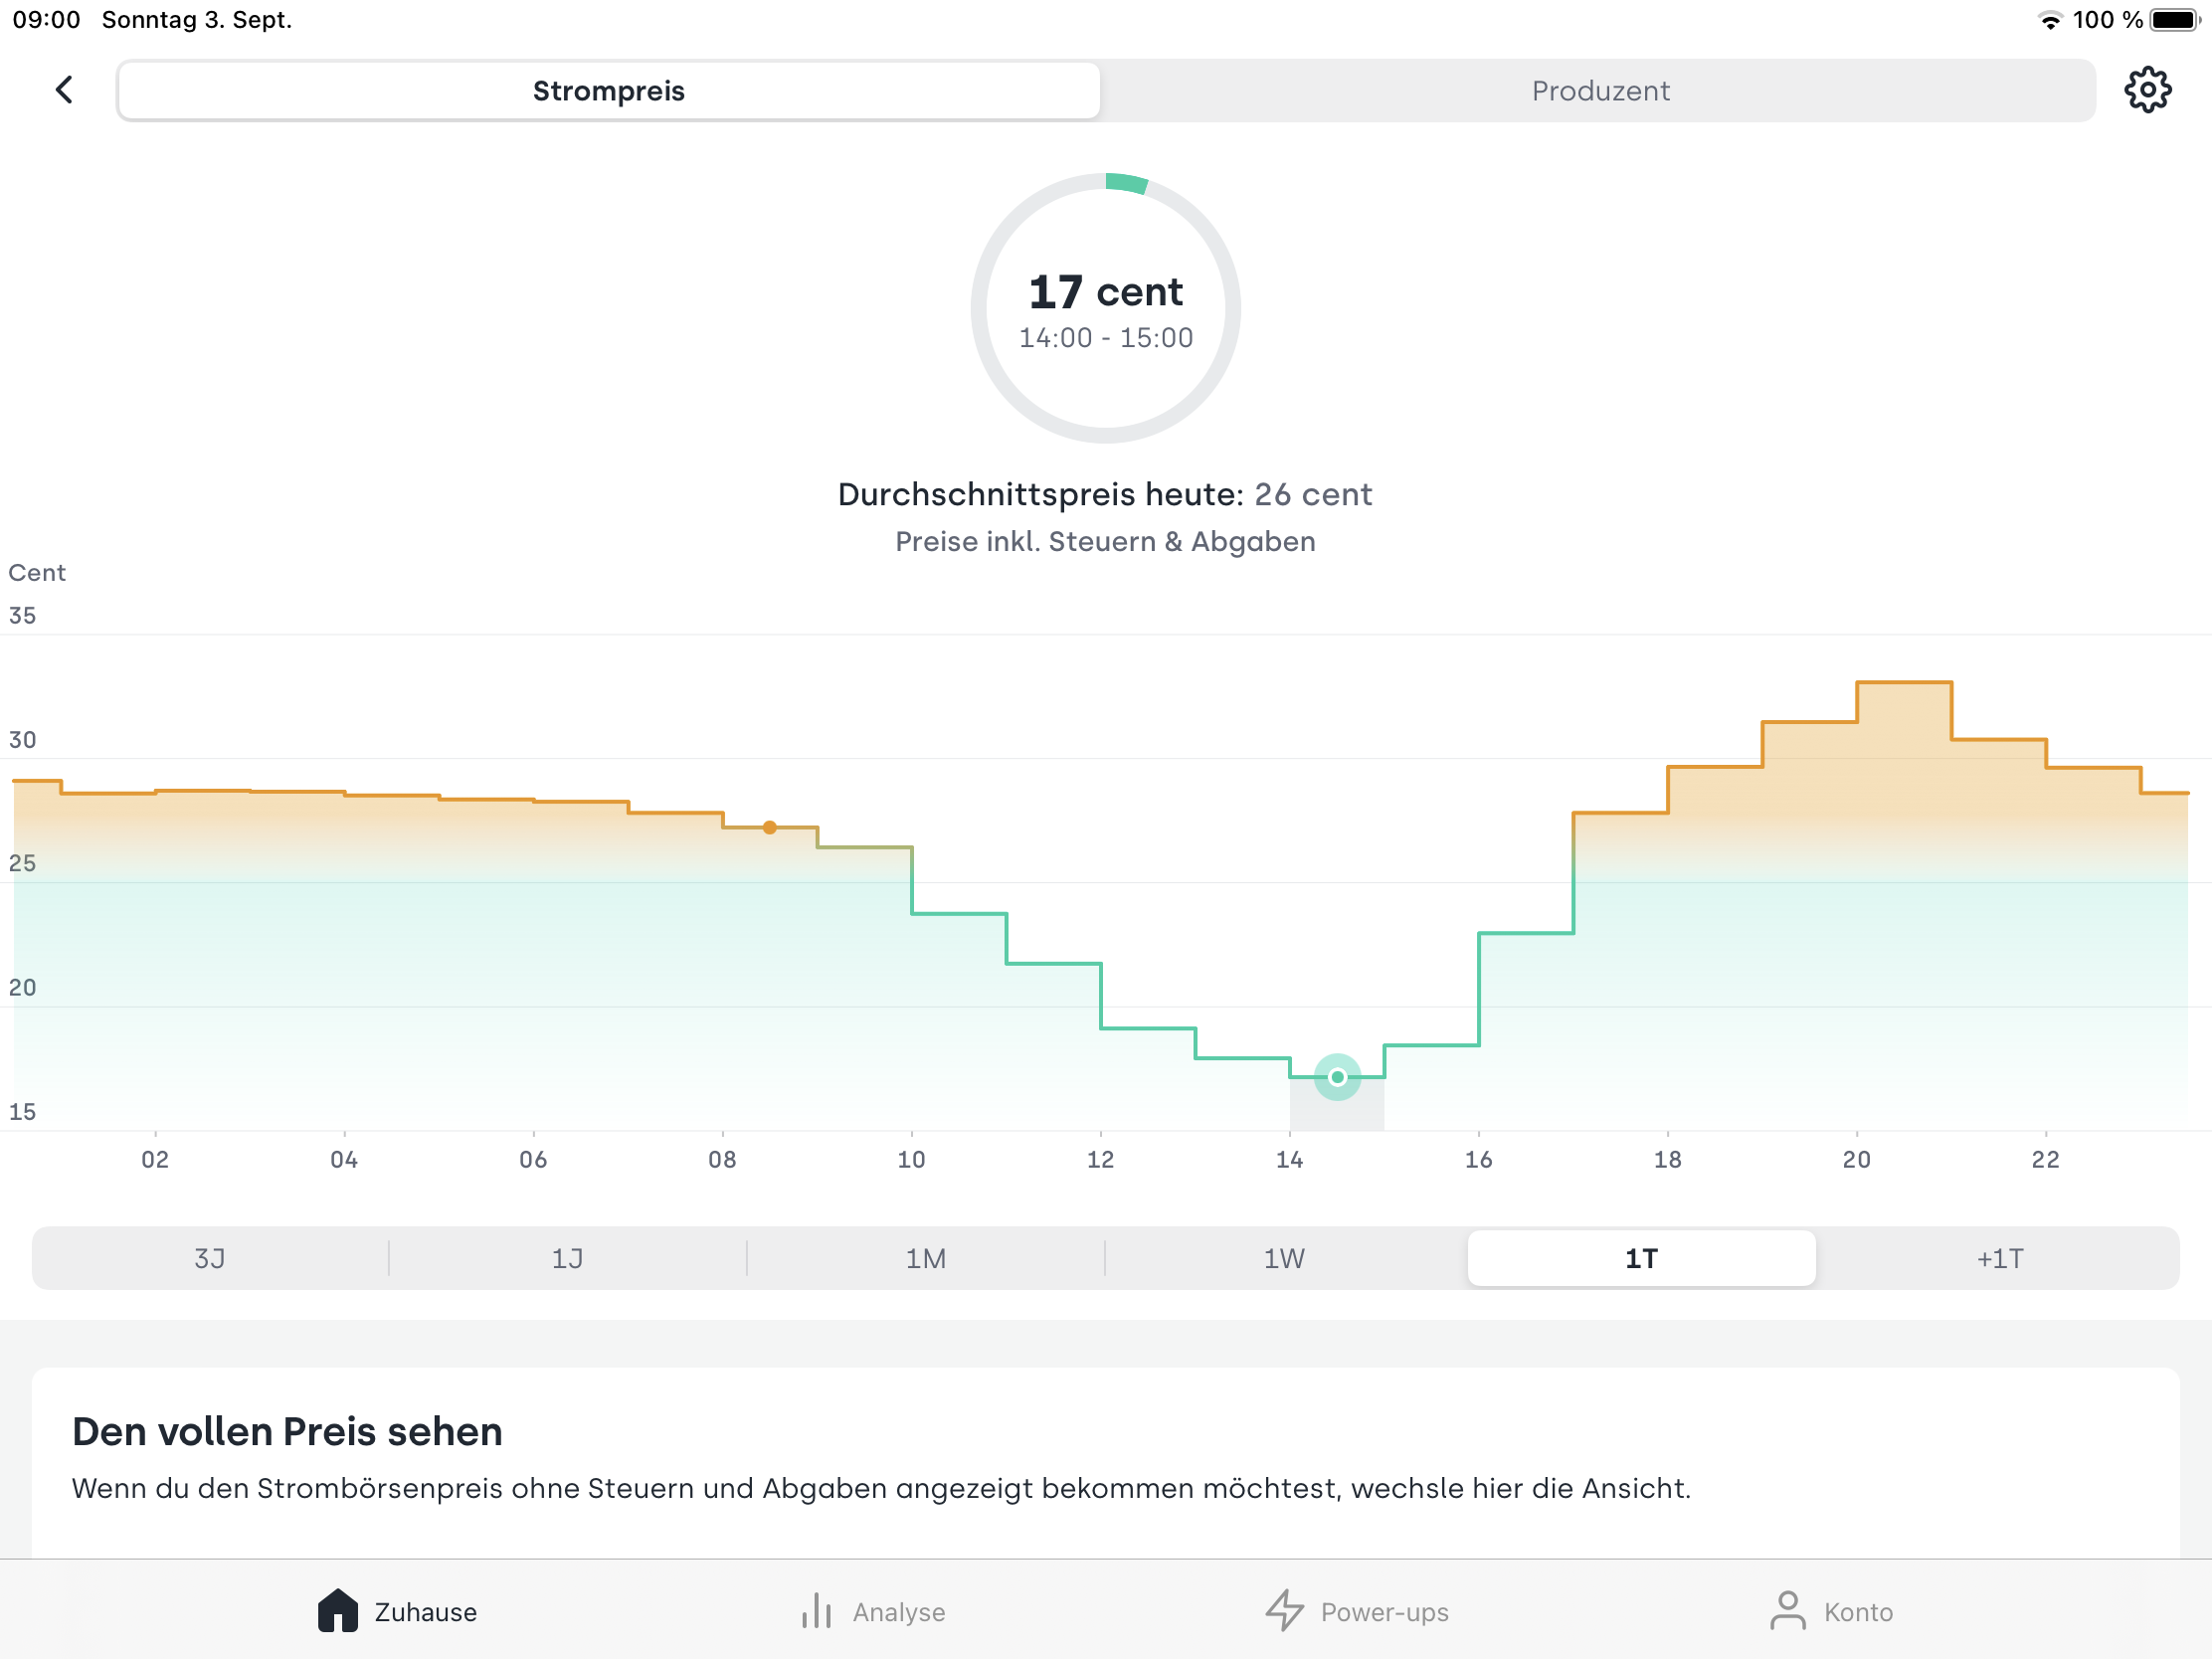 09:00 Sonntag 3. Sept. 100 %
Strompreis Produzent
17 cent
14:00 - 15:00
Durchschnittspreis heute: 26 cent
Preise inkl. Steuern & Abgaben
Cent
35
30
25
20
15
02 04 06 08 10 12 14 16 18 20 22
3J 1J 1M 1W 1T +1T
Den vollen Preis sehen
Wenn du den Strombörsenpreis ohne Steuern und Abgaben angezeigt bekommen möchtest, wechsle hier die Ansicht.
Zuhause Analyse Power-ups Konto